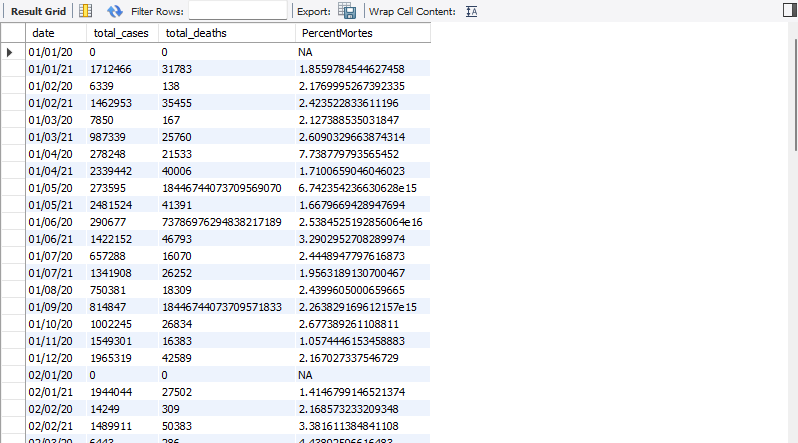 Result Grid Filter Rows: Export: Wrap Cell Content:
date total_cases total_deaths PercentMortes
01/01/20 0 0 NA
01/01/21 1712466 31783 1.8559784544627458
01/02/20 6339 138 2.1769995267392335
01/02/21 1462953 35455 2.423522833611196
01/03/20 7850 167 2.127388535031847
01/03/21 987339 25760 2.6090329663874314
01/04/20 278248 21533 7.738779793565452
01/04/21 2339442 40006 1.7100659046046023
01/05/20 273595 18446744073709569070 6.742354236630628e15
01/05/21 2481524 41391 1.6679669428947694
01/06/20 290677 73786976294838217189 2.5384525192856064e16
01/06/21 1422152 46793 3.2902952708289974
01/07/20 657288 16070 2.4448947797616873
01/07/21 1341908 26252 1.9563189130700467
01/08/20 750381 18309 2.4399605000659665
01/09/20 814847 18446744073709571833 2.263829169612157e15
01/10/20 1002245 26834 2.677389261108811
01/11/20 1549301 16383 1.0574446153458883
01/12/20 1965319 42589 2.167027337546729
02/01/20 0 0 NA
02/01/21 1944044 27502 1.4146799146521374
02/02/20 14249 309 2.168573233209348
02/02/21 1489911 50383 3.381611384841108
02/03/20 6443 286 4.43892596616483